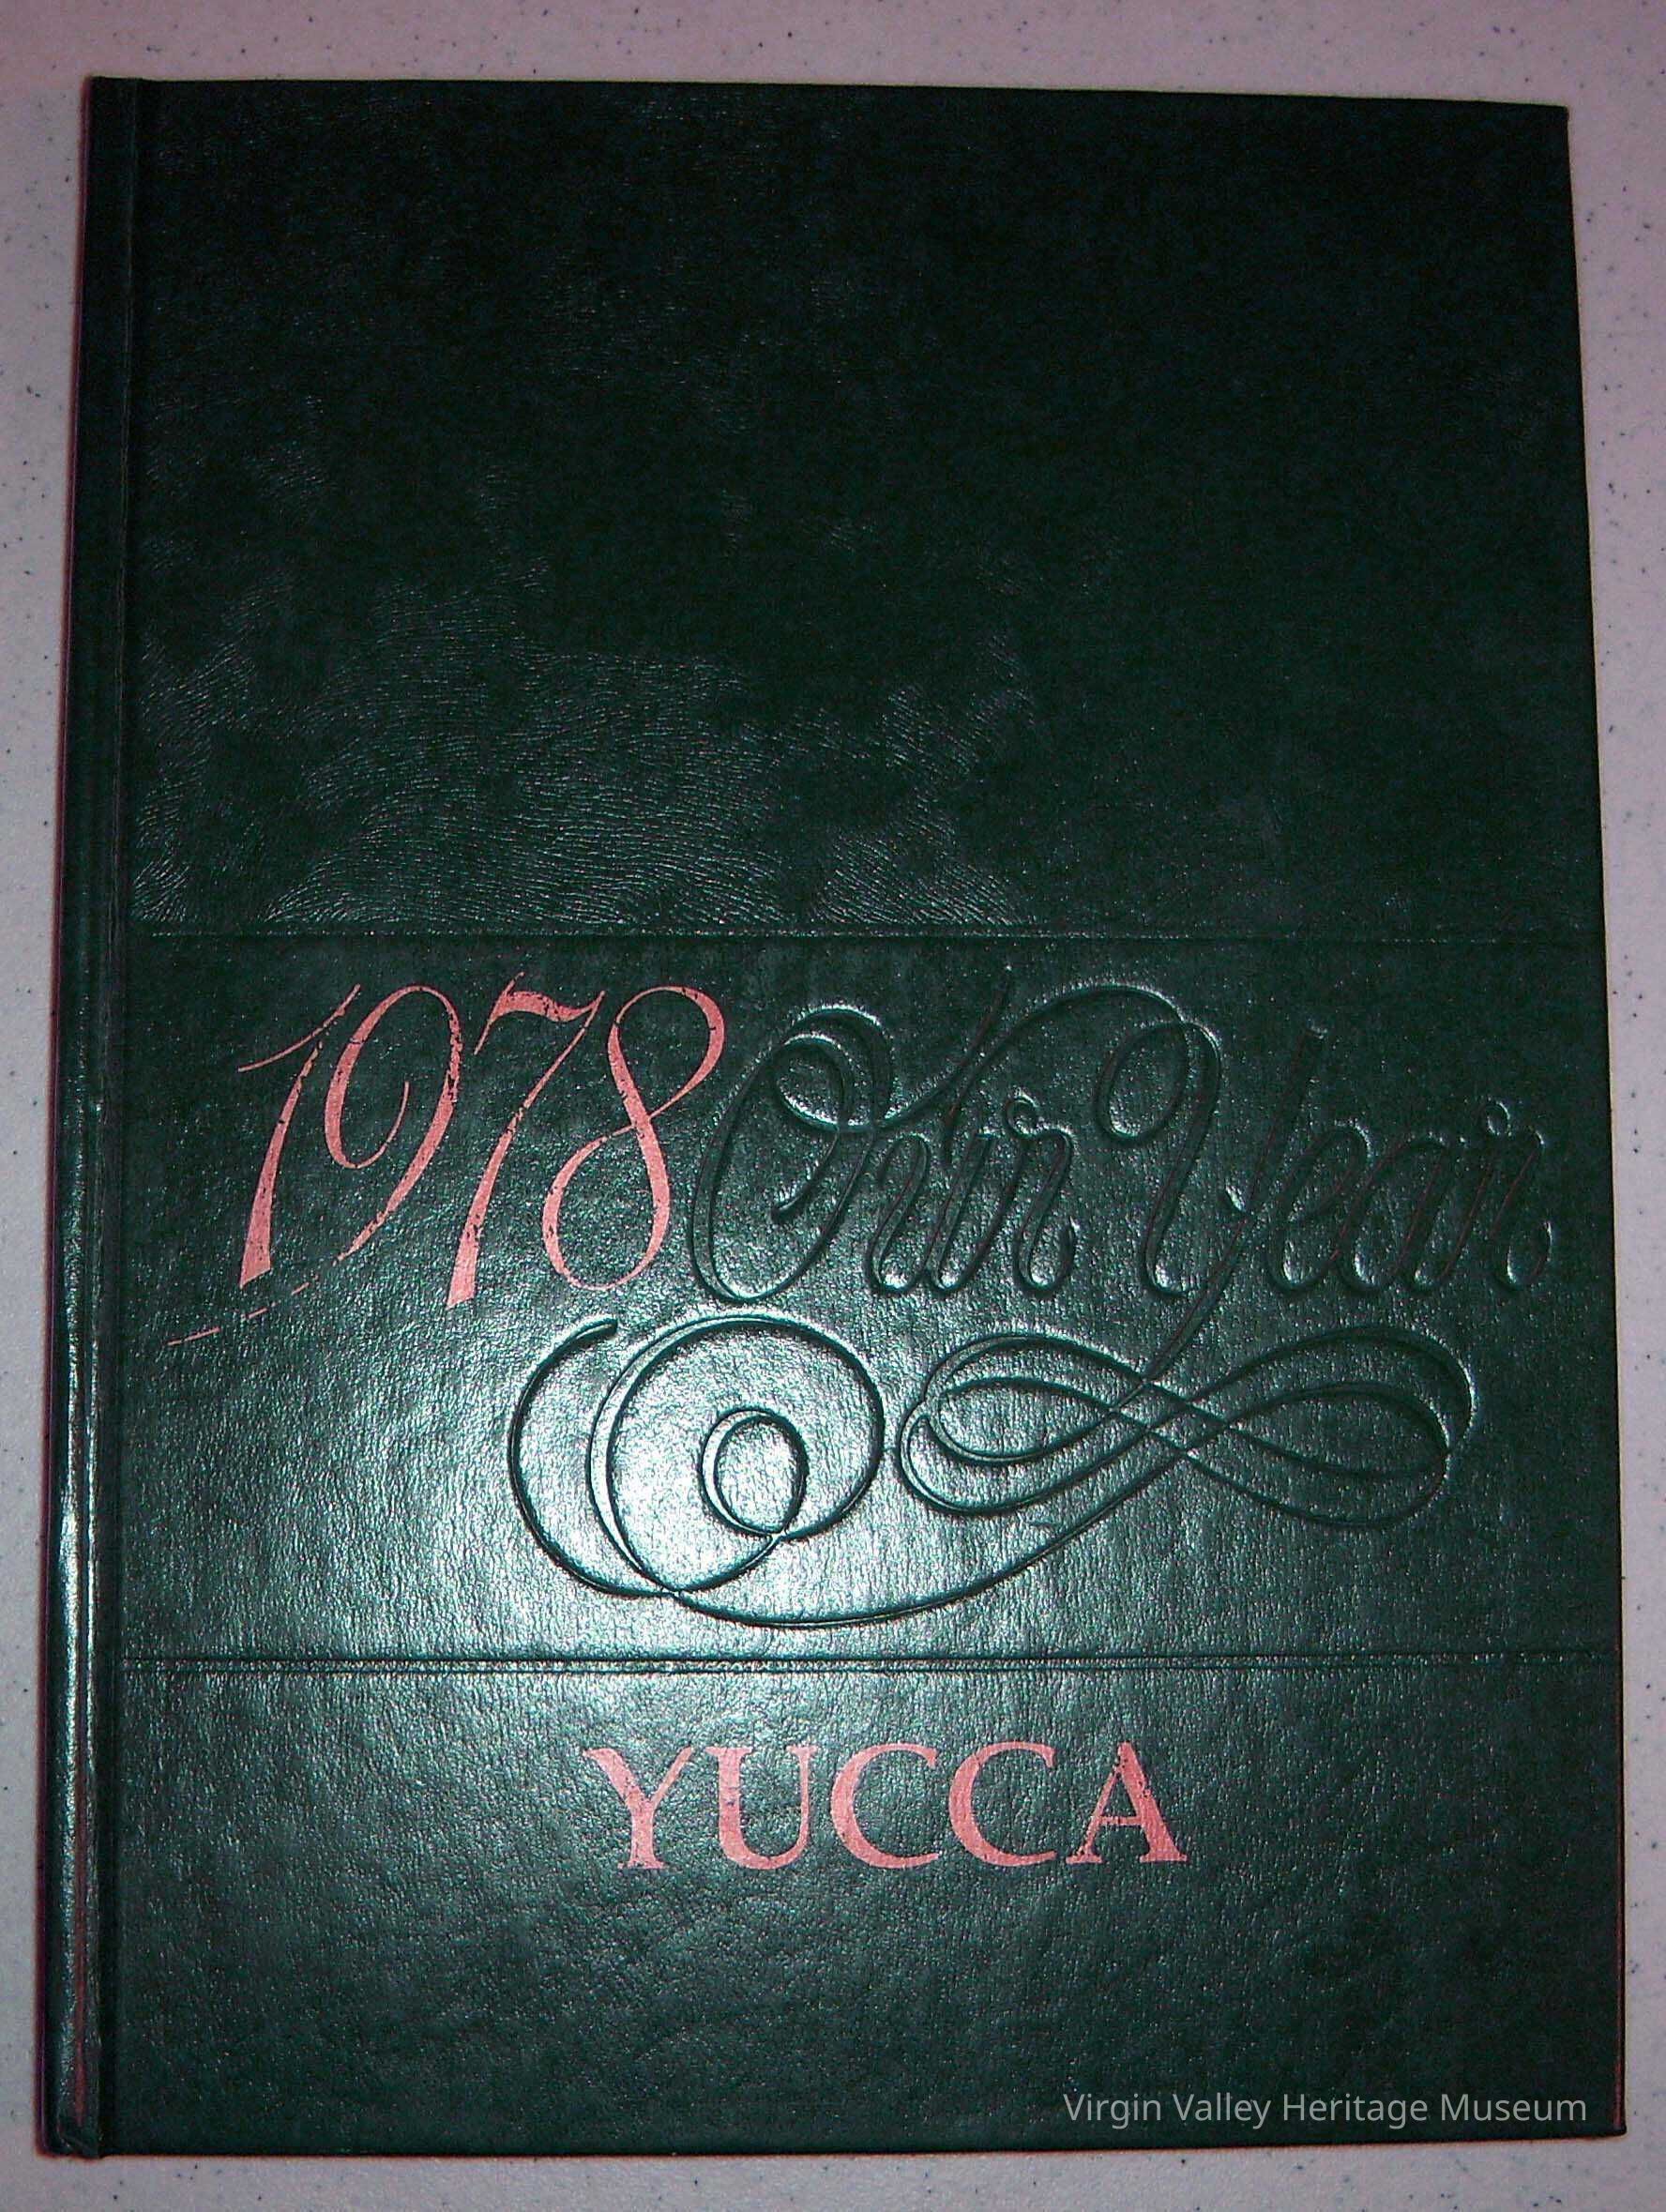 1978 Our Year
YUCCA
Virgin Valley Heritage Museum